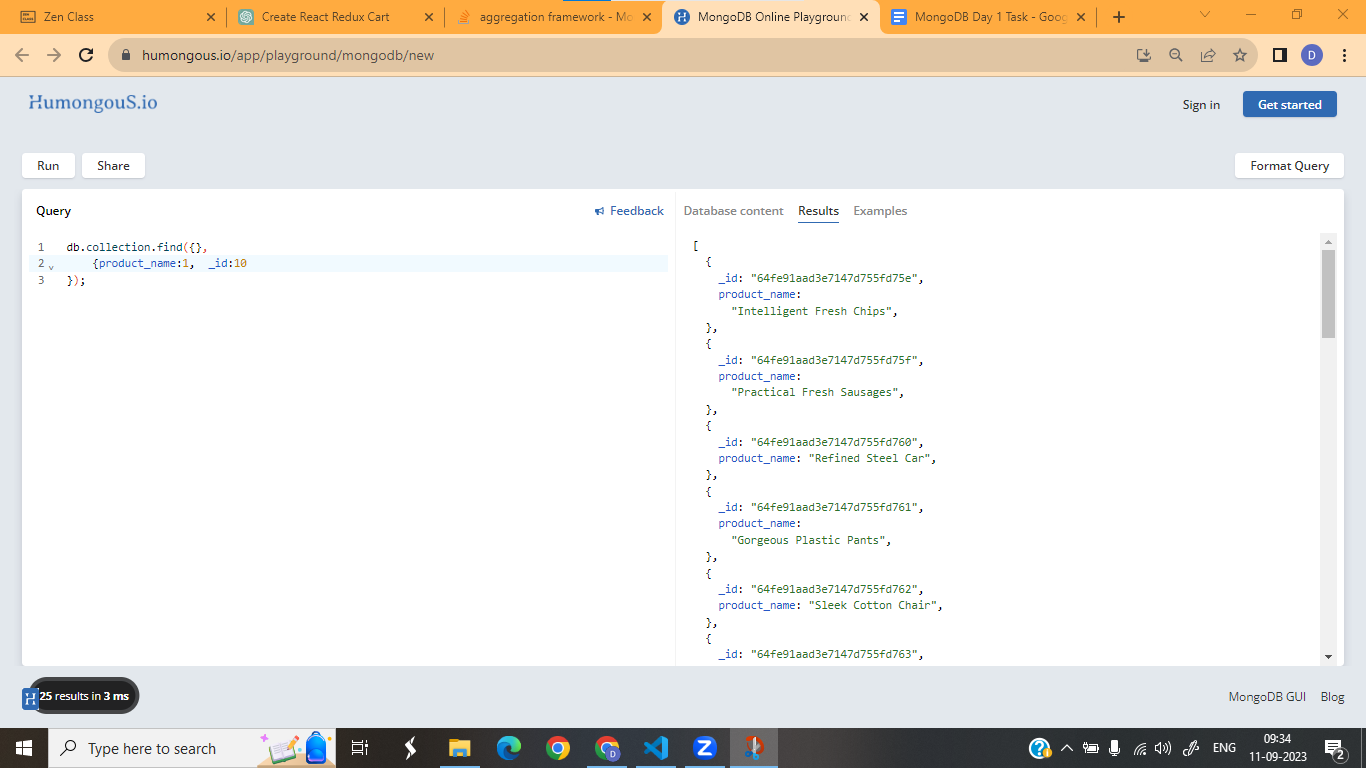 Zen Class
Create React Redux Cart
aggregation framework - Mo
MongoDB Online Playground
MongoDB Day 1 Task - Goog
humongous.io/app/playground/mongodb/new
D
HumongouS.io
Sign in
Get started
Run
Share
Format Query
Query
Feedback
1 db.collection.find({},
2 {product_name:1, _id:10
3 });
Database content
Results
Examples
[
{
_id: "64fe91aad3e7147d755fd75e",
product_name:
"Intelligent Fresh Chips",
},
{
_id: "64fe91aad3e7147d755fd75f",
product_name:
"Practical Fresh Sausages",
},
{
_id: "64fe91aad3e7147d755fd760",
product_name: "Refined Steel Car",
},
{
_id: "64fe91aad3e7147d755fd761",
product_name:
"Gorgeous Plastic Pants",
},
{
_id: "64fe91aad3e7147d755fd762",
product_name: "Sleek Cotton Chair",
},
{
_id: "64fe91aad3e7147d755fd763",
H
25 results in 3 ms
MongoDB GUI
Blog
Type here to search
D
ENG
09:34
11-09-2023
2